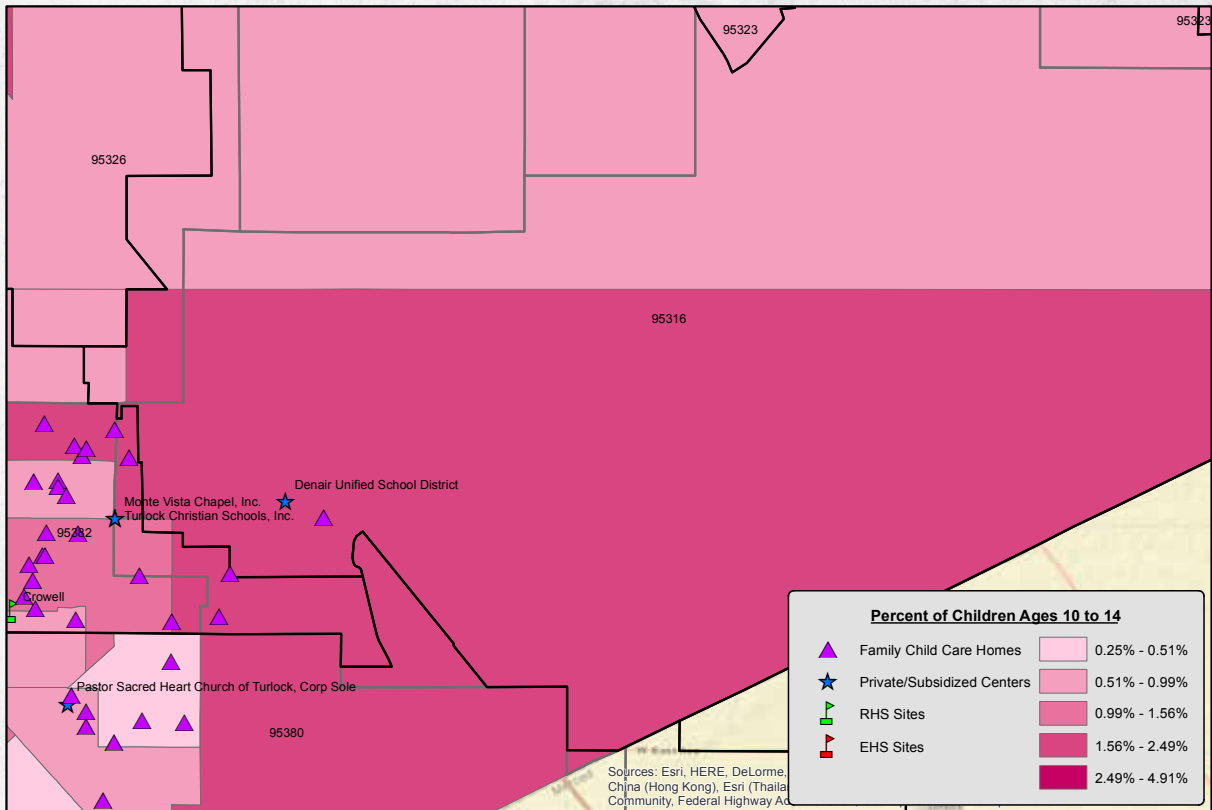 95323
95323
95326
95316
Denair Unified School District
Monte Vista Chapel, Inc.
Turlock Christian Schools, Inc.
95382
Crowell
Pastor Sacred Heart Church of Turlock, Corp Sole
95380
Percent of Children Ages 10 to 14
Family Child Care Homes
0.25% - 0.51%
Private/Subsidized Centers
0.51% - 0.99%
RHS Sites
0.99% - 1.56%
EHS Sites
1.56% - 2.49%
2.49% - 4.91%
Merced
Sources: Esri, HERE, DeLorme,
China (Hong Kong), Esri (Thaila
Community, Federal Highway Ad